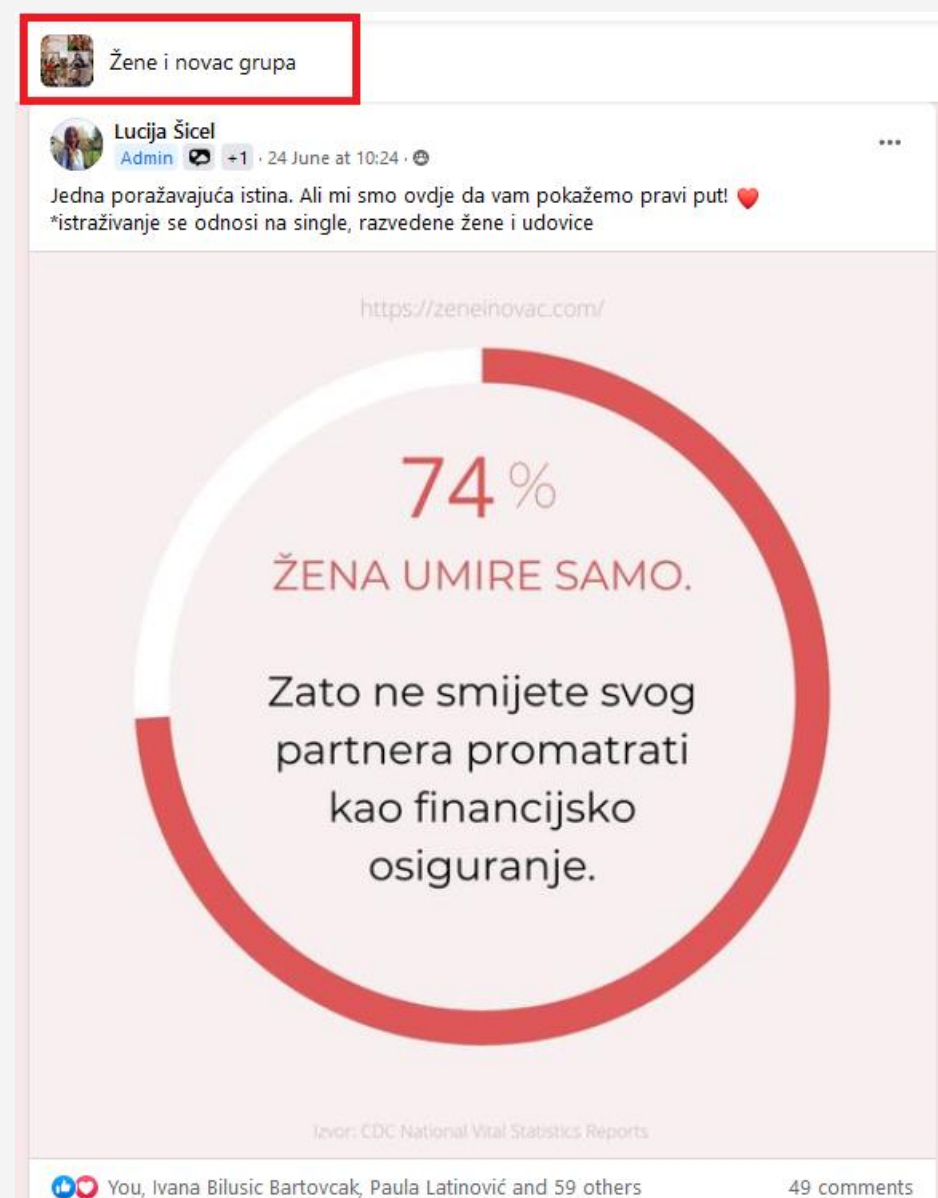 Žene i novac grupa
Lucija Šicel
Admin +1 · 24 June at 10:24 ·
Jedna poražavajuća istina. Ali mi smo ovdje da vam pokažemo pravi put! ❤️
*istraživanje se odnosi na single, razvedene žene i udovice
https://zeneinovac.com/
74 %
ŽENA UMIRE SAMO.
Zato ne smijete svog
partnera promatrati
kao financijsko
osiguranje.
Izvor: CDC National Vital Statistics Reports
You, Ivana Bilusic Bartovcak, Paula Latinović and 59 others 49 comments